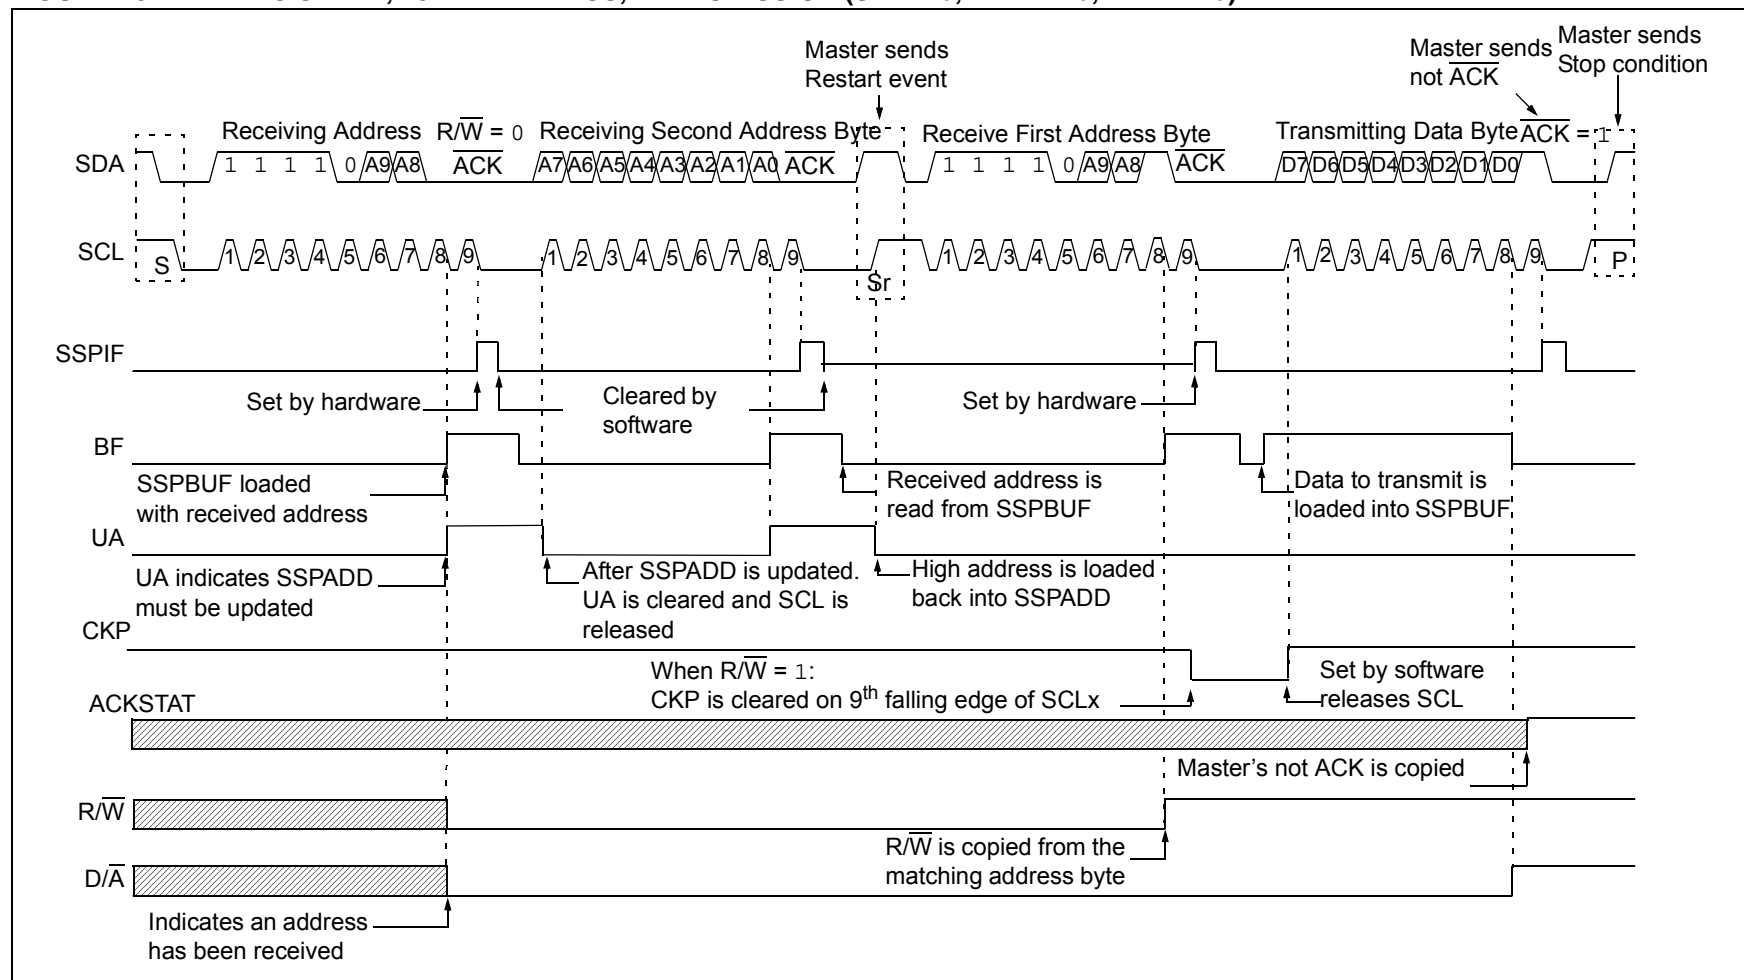 Master sends
Restart event
Master sends
not ACK
Master sends
Stop condition
Receiving Address R/W = 0 Receiving Second Address Byte Receive First Address Byte Transmitting Data Byte ACK = 1
SDA 1 1 1 1 0 A9 A8 ACK A7 A6 A5 A4 A3 A2 A1 A0 ACK 1 1 1 1 0 A9 A8 ACK D7 D6 D5 D4 D3 D2 D1 D0
SCL S 1 2 3 4 5 6 7 8 9 1 2 3 4 5 6 7 8 9 Sr 1 2 3 4 5 6 7 8 9 1 2 3 4 5 6 7 8 9 P
SSPIF
Set by hardware
Cleared by
software
Set by hardware
BF
SSPBUF loaded
with received address
Received address is
read from SSPBUF
Data to transmit is
loaded into SSPBUF
UA
UA indicates SSPADD
must be updated
After SSPADD is updated.
UA is cleared and SCL is
released
High address is loaded
back into SSPADD
CKP
When R/W = 1:
CKP is cleared on 9th falling edge of SCLx
Set by software
releases SCL
ACKSTAT
Master's not ACK is copied
R/W
R/W is copied from the
matching address byte
D/A
Indicates an address
has been received